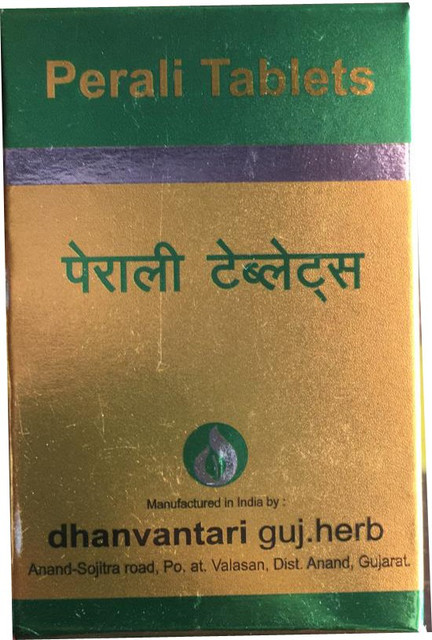 Perali Tablets
पेराली टेब्लेट्स
Manufactured in India by :
dhanvantari guj.herb
Anand-Sojitra road, Po. at. Valasan, Dist. Anand, Gujarat.